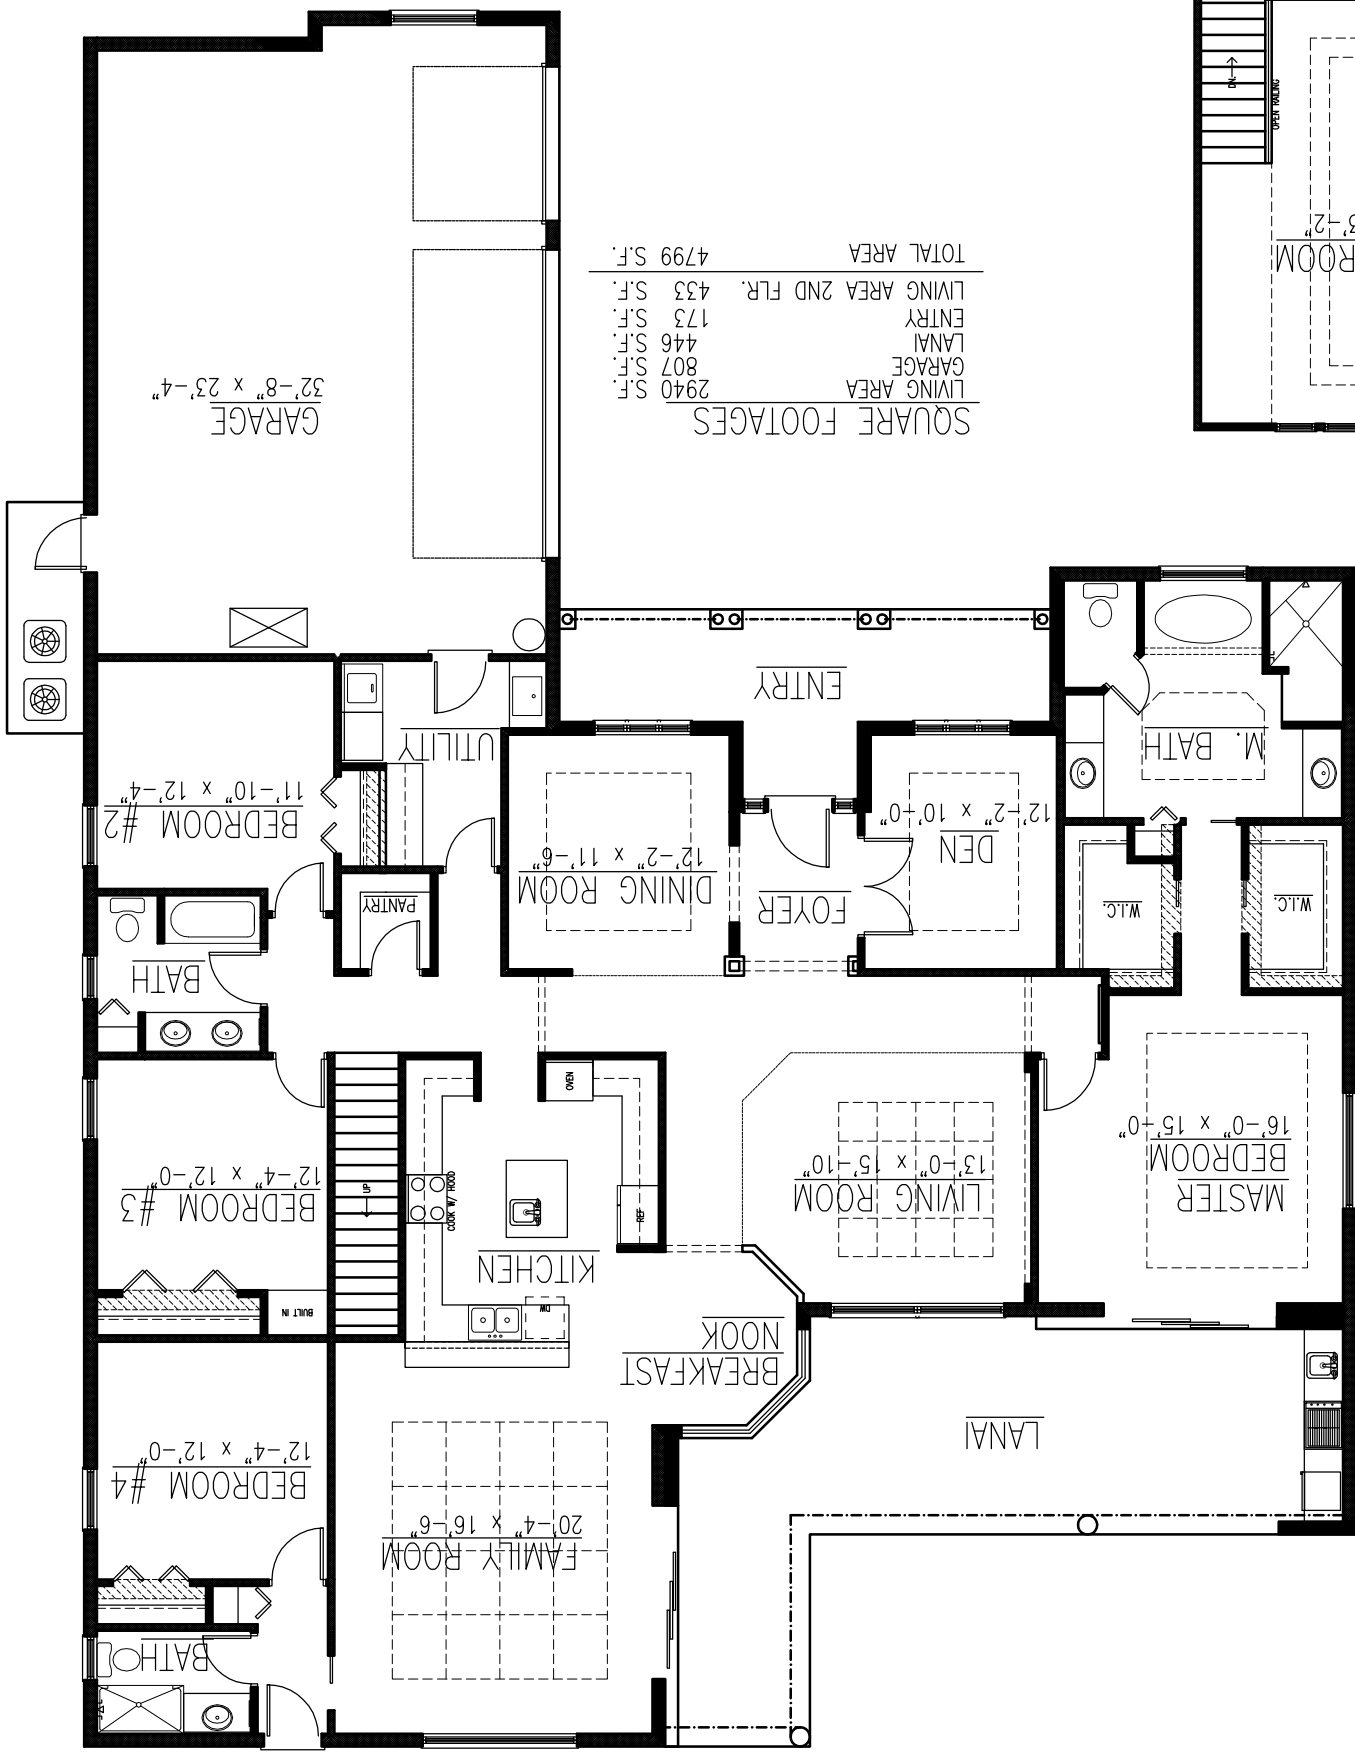 BATH
FAMILY ROOM
20'-4" x 16'-6"
BEDROOM #4
12'-4" x 12'-0"
LANAI
BREAKFAST
NOOK
DW
BUILT IN
KITCHEN
REF
COOK W/ HOOD
UP
OVEN
MASTER
BEDROOM
16'-0" x 15'-0"
LIVING ROOM
13'-0" x 15'-10"
BEDROOM #3
12'-4" x 12'-0"
BATH
W.I.C.
W.I.C.
FOYER
DINING ROOM
12'-2" x 11'-6"
PANTRY
DEN
12'-2" x 10'-0"
BEDROOM #2
11'-10" x 12'-4"
M. BATH
UTILITY
ENTRY
SQUARE FOOTAGES
LIVING AREA 2940 S.F.
GARAGE 807 S.F.
LANAI 446 S.F.
ENTRY 173 S.F.
LIVING AREA 2ND FLR. 433 S.F.
TOTAL AREA 4799 S.F.
GARAGE
32'-8" x 23'-4"
ROOM
3'-2"
OPEN RAILING
DN.